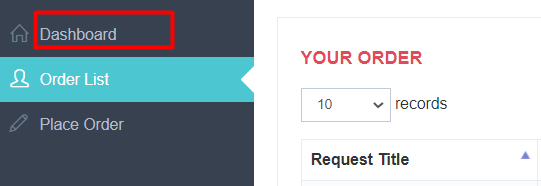 Dashboard
Order List
Place Order
YOUR ORDER
10 records
Request Title